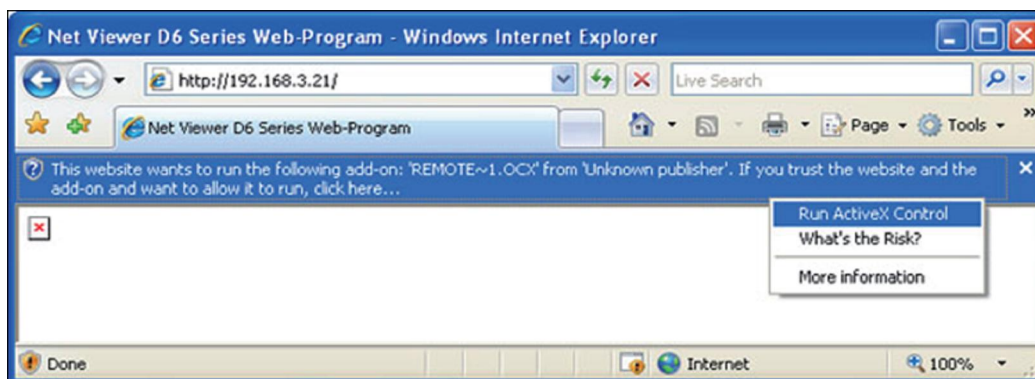 Net Viewer D6 Series Web-Program - Windows Internet Explorer
http://192.168.3.21/
Live Search
Net Viewer D6 Series Web-Program
Page
Tools
This website wants to run the following add-on: 'REMOTE~1.OCX' from 'Unknown publisher'. If you trust the website and the
add-on and want to allow it to run, click here...
Run ActiveX Control
What's the Risk?
More information
Done
Internet
100%